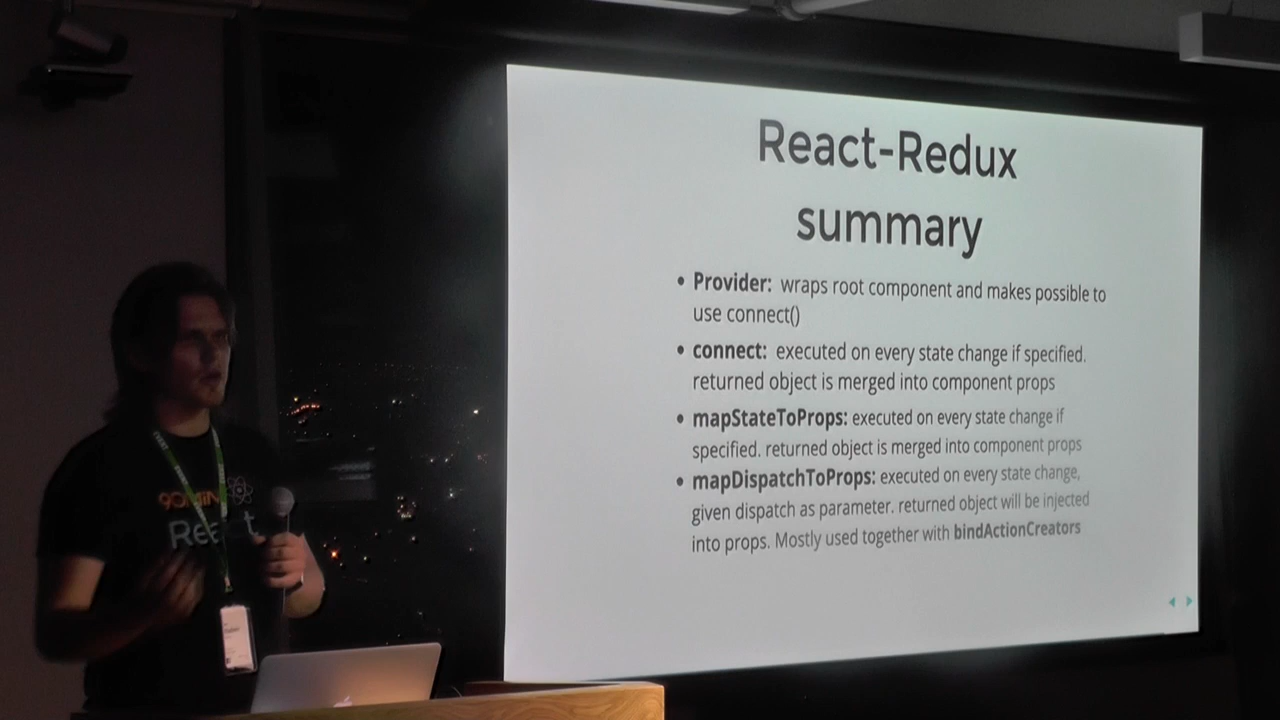 React-Redux
summary
• Provider: wraps root component and makes possible to
use connect()
• connect: executed on every state change if specified.
returned object is merged into component props
• mapStateToProps: executed on every state change if
specified. returned object is merged into component props
• mapDispatchToProps: executed on every state change,
given dispatch as parameter. returned object will be injected
into props. Mostly used together with bindActionCreators
React